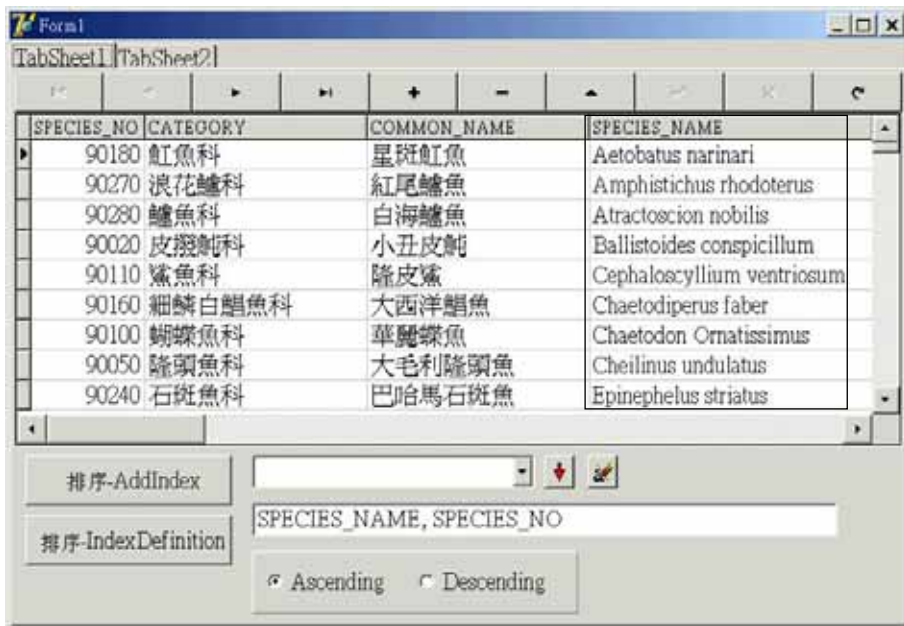 Form1
TabSheet1 TabSheet2
SPECIES_NO CATEGORY COMMON_NAME SPECIES_NAME
90180 魟魚科 星斑魟魚 Aetobatus narinari
90270 浪花鱸科 紅尾鱸魚 Amphistichus rhodoterus
90280 鱸魚科 白海鱸魚 Atractoscion nobilis
90020 皮撥魨科 小丑皮魨 Ballistoides conspicillum
90110 鯊魚科 隆皮鯊 Cephaloscyllium ventriosum
90160 細鱗白鯧魚科 大西洋鯧魚 Chaetodiperus faber
90100 蝴蝶魚科 華麗蝶魚 Chaetodon Ornatissimus
90050 隆頭魚科 大毛利隆頭魚 Cheilinus undulatus
90240 石斑魚科 巴哈馬石斑魚 Epinephelus striatus
排序-AddIndex
SPECIES_NAME, SPECIES_NO
排序-IndexDefinition
Ascending Descending